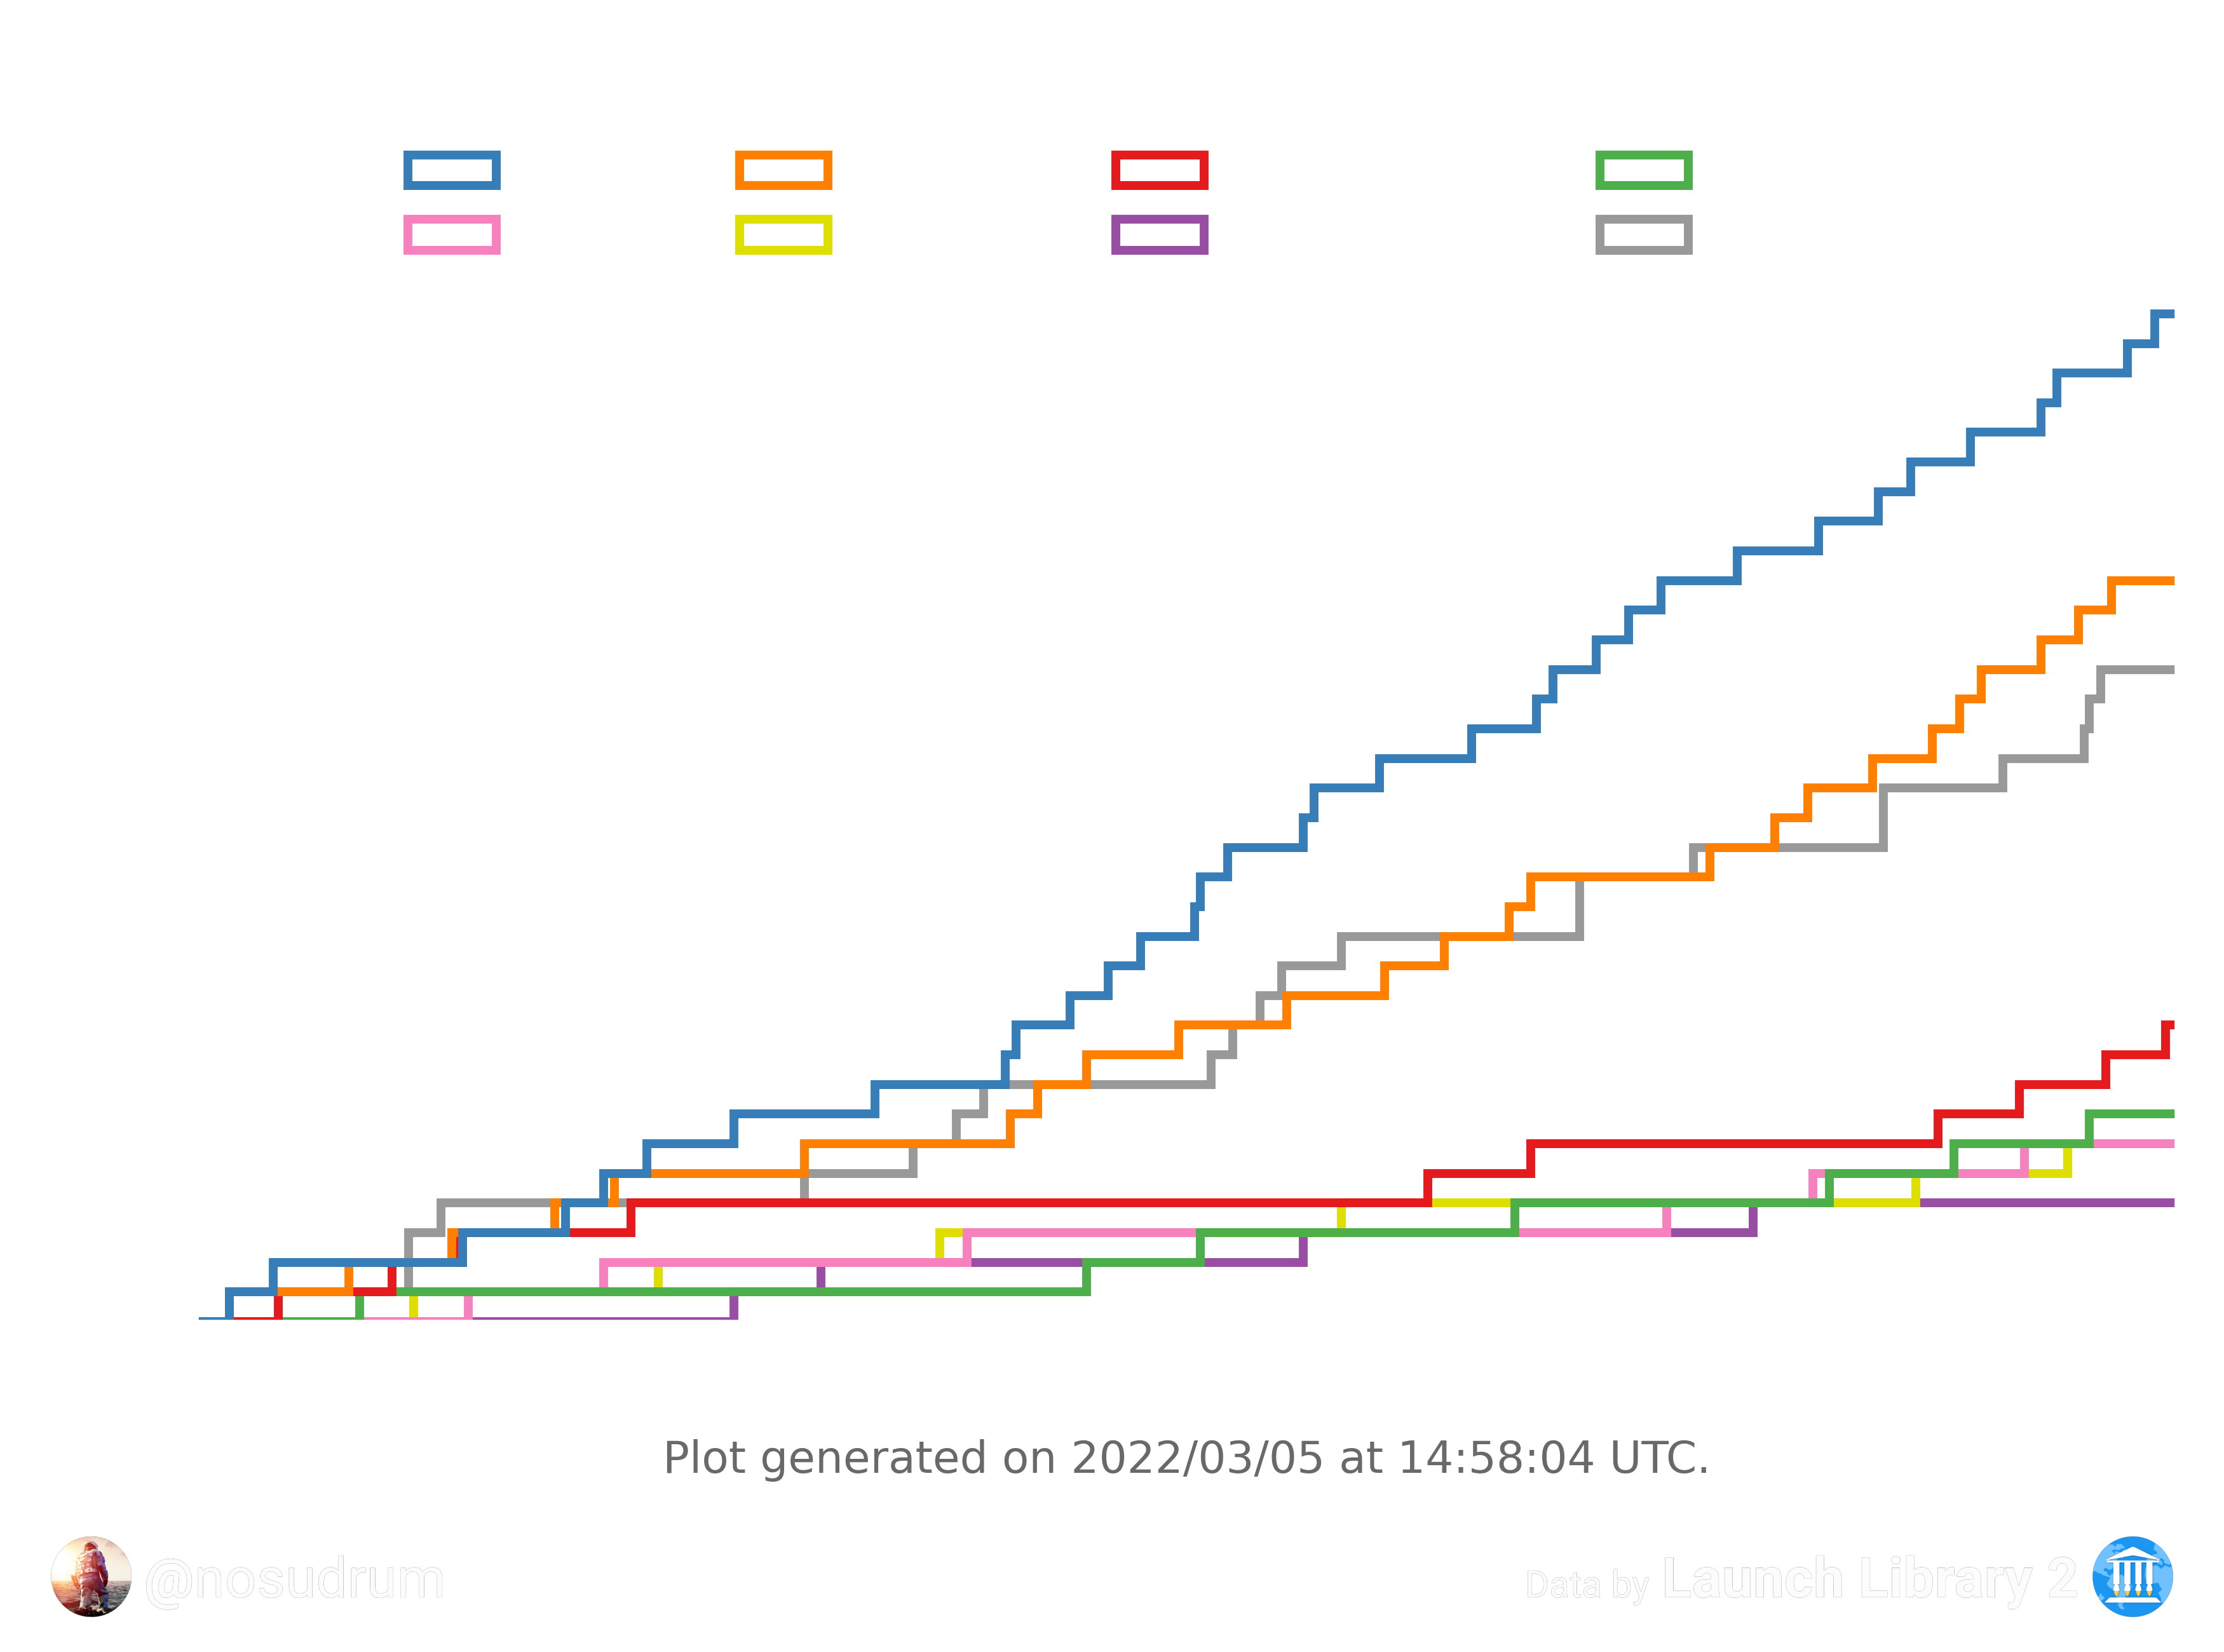 Plot generated on 2022/03/05 at 14:58:04 UTC.
@nosudrum
Data by Launch Library 2